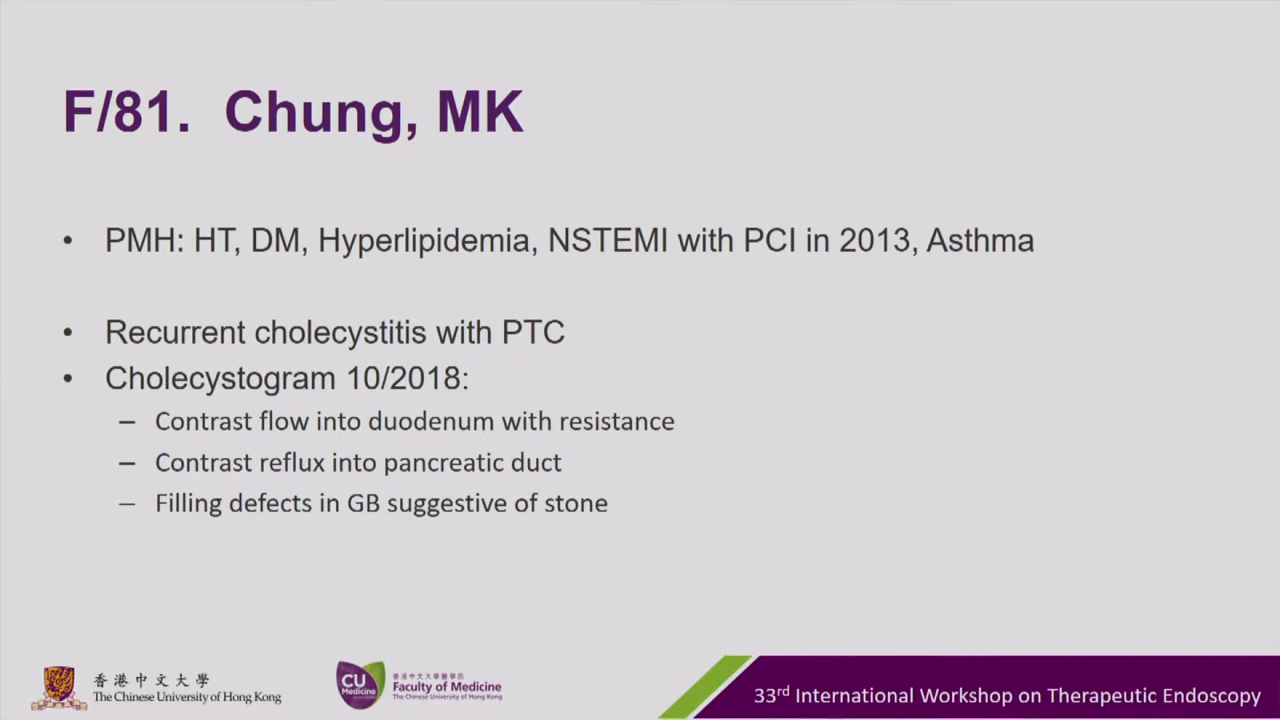 F/81. Chung, MK
• PMH: HT, DM, Hyperlipidemia, NSTEMI with PCI in 2013, Asthma
• Recurrent cholecystitis with PTC
• Cholecystogram 10/2018:
– Contrast flow into duodenum with resistance
– Contrast reflux into pancreatic duct
– Filling defects in GB suggestive of stone
香港中文大學
The Chinese University of Hong Kong
CU
Medicine
香港中文大學醫學院
Faculty of Medicine
The Chinese University of Hong Kong
33rd International Workshop on Therapeutic Endoscopy